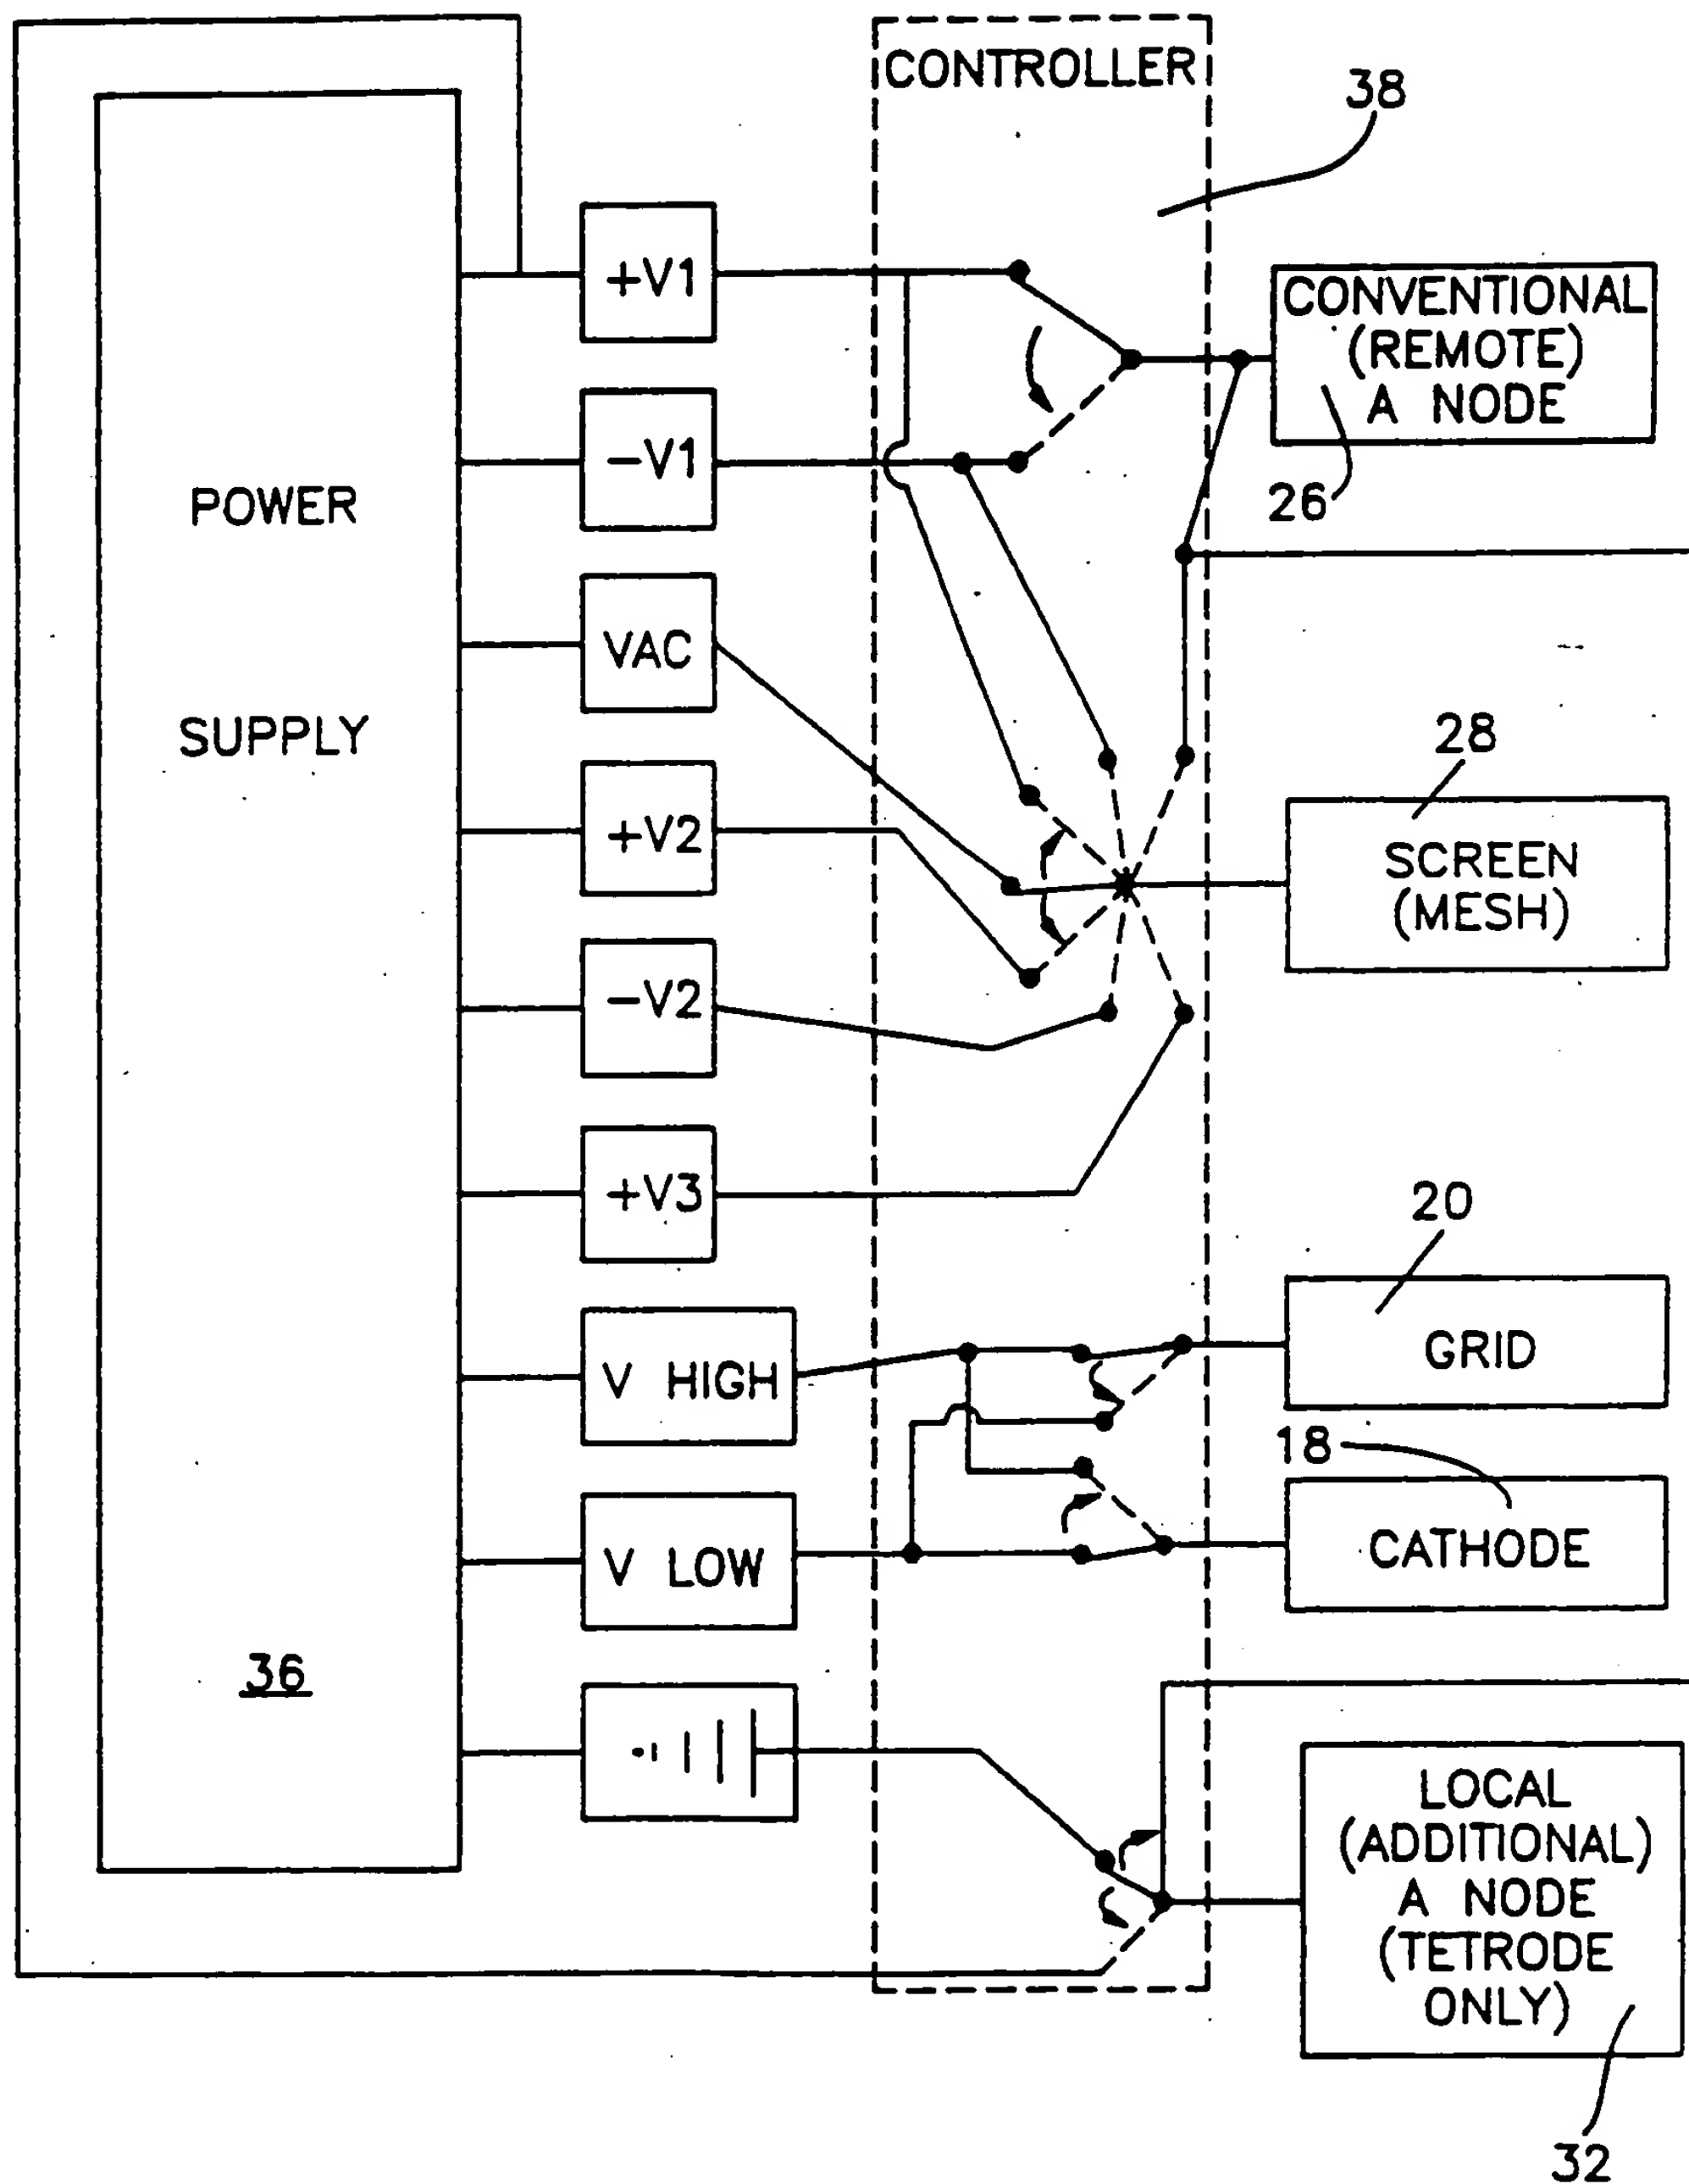 CONTROLLER
38
+V1
CONVENTIONAL
(REMOTE)
A NODE
-V1
26
POWER
SUPPLY
VAC
28
+V2
SCREEN
(MESH)
-V2
+V3
20
V HIGH
GRID
18
V LOW
CATHODE
36
LOCAL
(ADDITIONAL)
A NODE
(TETRODE
ONLY)
32